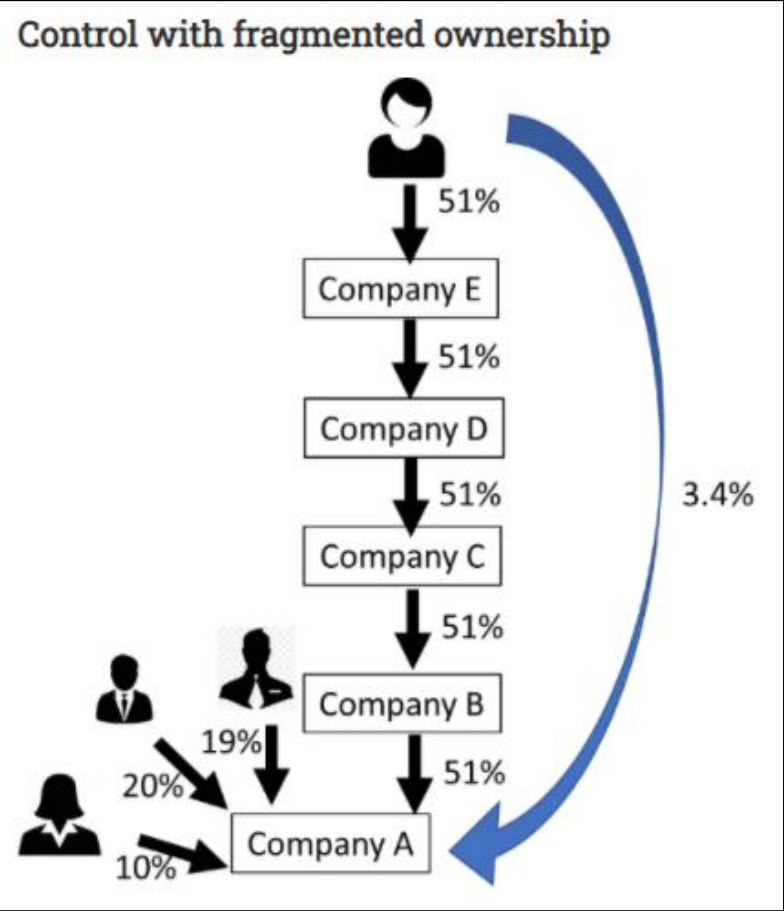 Control with fragmented ownership
51%
Company E
51%
Company D
51%
3.4%
Company C
51%
Company B
19%
51%
20%
Company A
10%